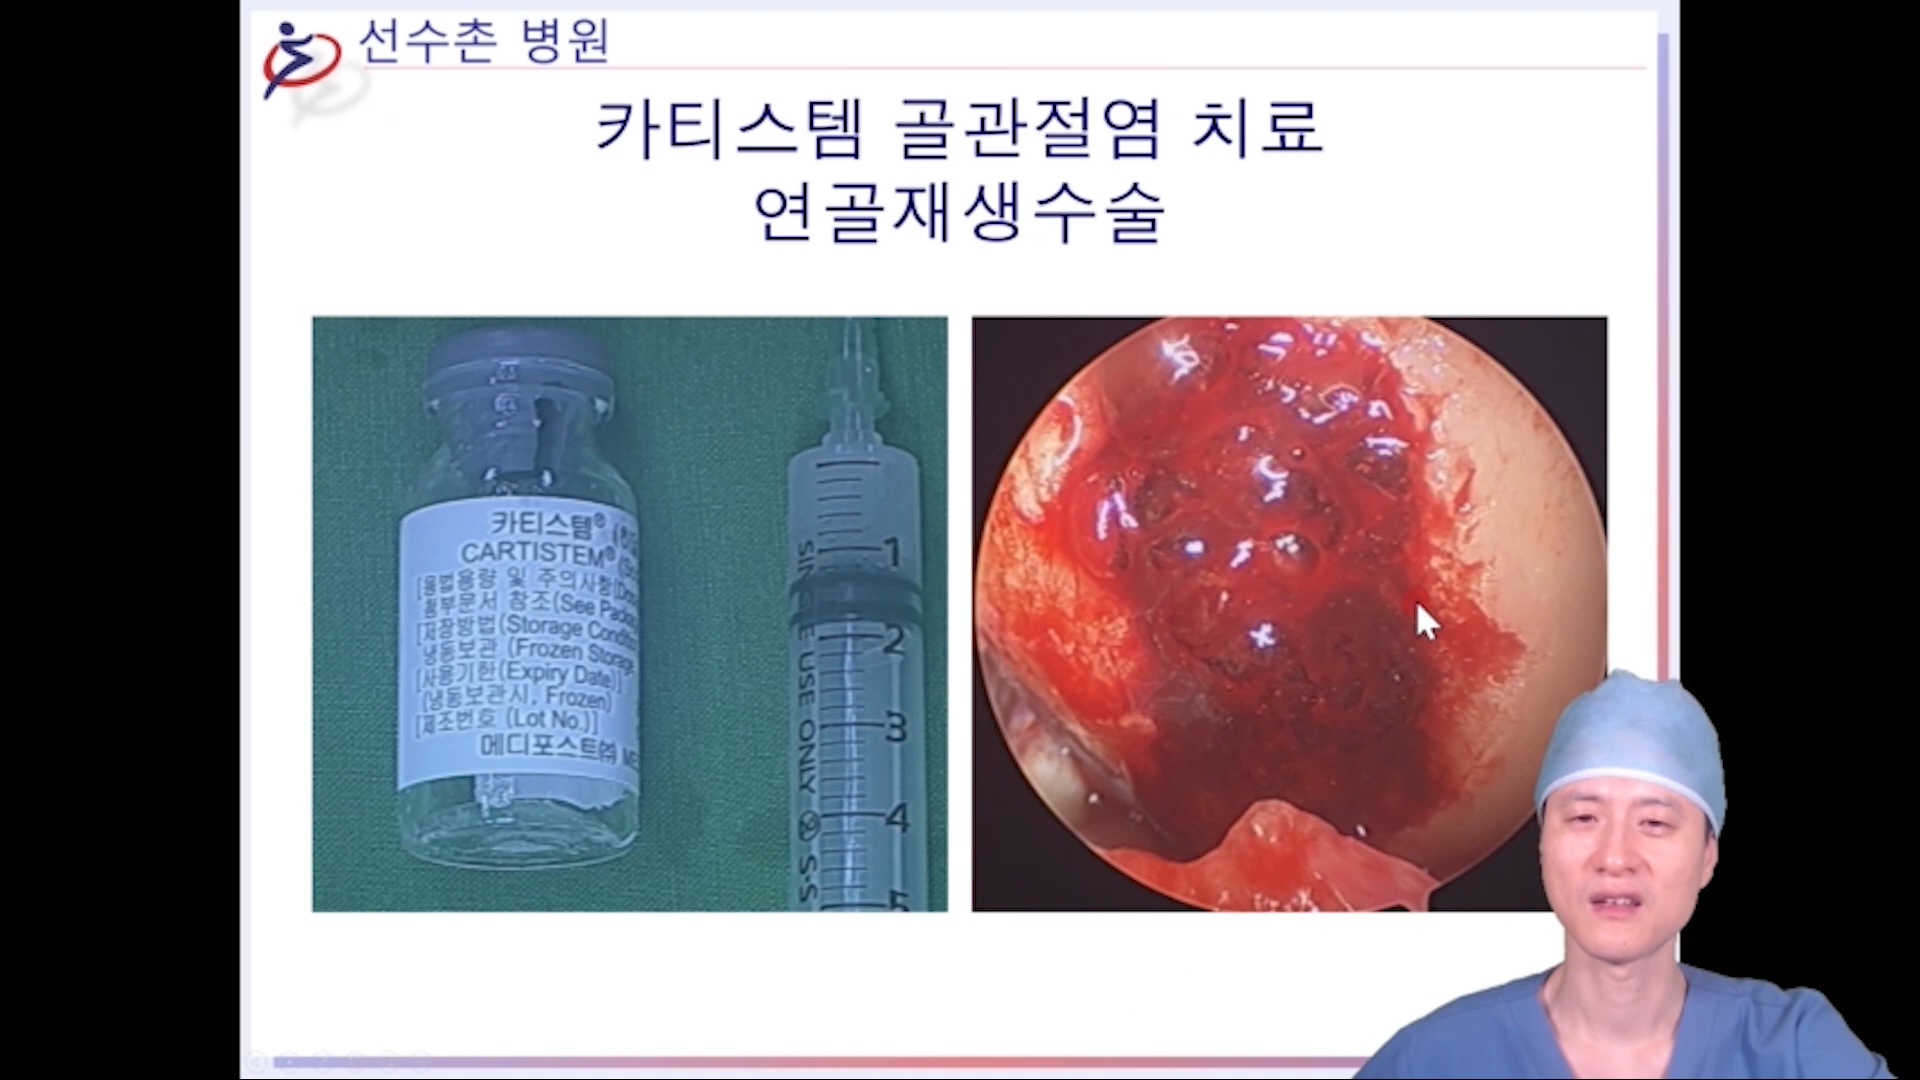 선수촌 병원
카티스템 골관절염 치료
연골재생수술
카티스템®
CARTISTEM®
[용법용량 및 주의사항
첨부문서 참조(See
[저장방법(Storage
냉동보관 (Frozen Storage
[사용기한(Expiry Date)]
(냉동보관시, Frozen)
[제조번호 (Lot No.)]
메디포스트㈜
1
2
3
4
5
USE ONLY